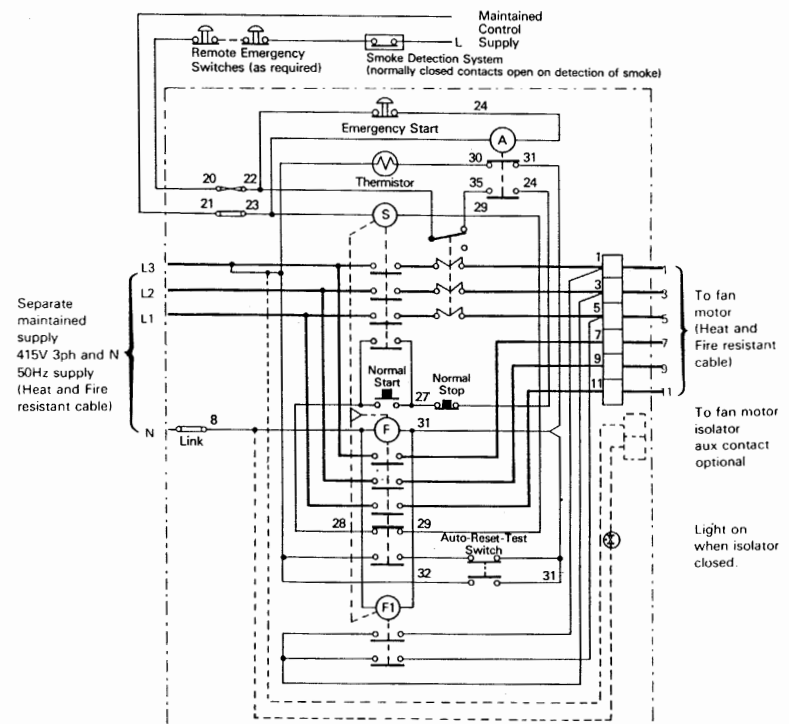 Maintained
Control
Supply
L
Remote Emergency
Switches (as required)
Smoke Detection System
(normally closed contacts open on detection of smoke)
24
Emergency Start
A
30
31
Thermistor
20
22
35
24
21
23
S
29
L3
L2
L1
1
3
5
7
9
11
1
3
5
7
9
11
Separate
maintained
supply
415V 3ph and N
50Hz supply
(Heat and Fire
resistant cable)
To fan
motor
(Heat and
Fire resistant
cable)
Normal
Start
27
Normal
Stop
N
8
Link
F
31
To fan motor
isolator
aux contact
optional
28
29
Auto-Reset-Test
Switch
32
31
Light on
when isolator
closed.
F1